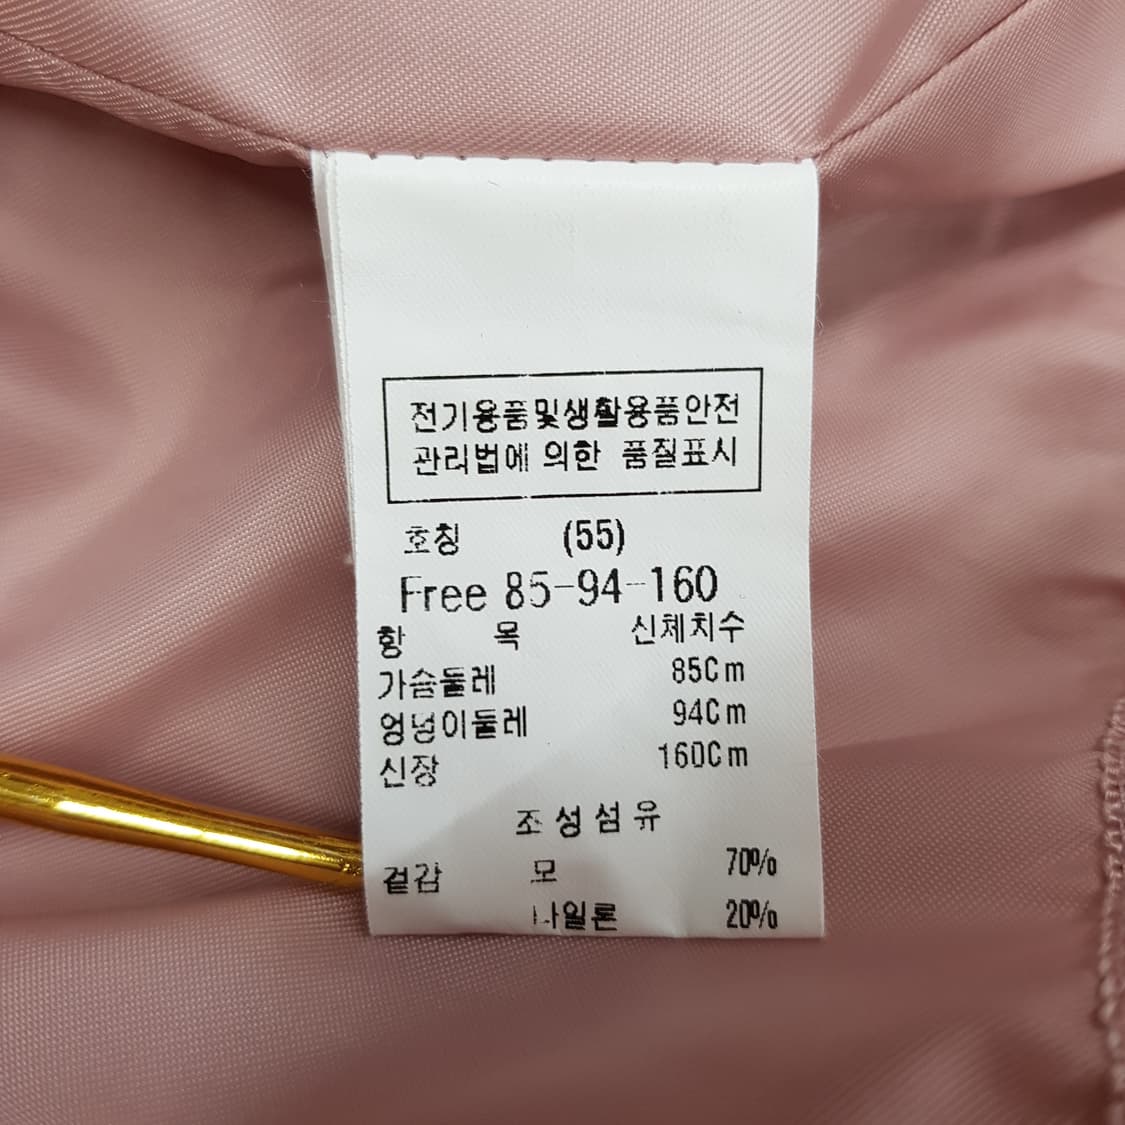 전기용품및생활용품안전
관리법에 의한 품질표시
호칭 (55)
Free 85-94-160
항 목 신체치수
가슴둘레 85Cm
엉덩이둘레 94Cm
신장 160Cm
조성섬유
겉감 모 70%
나일론 20%